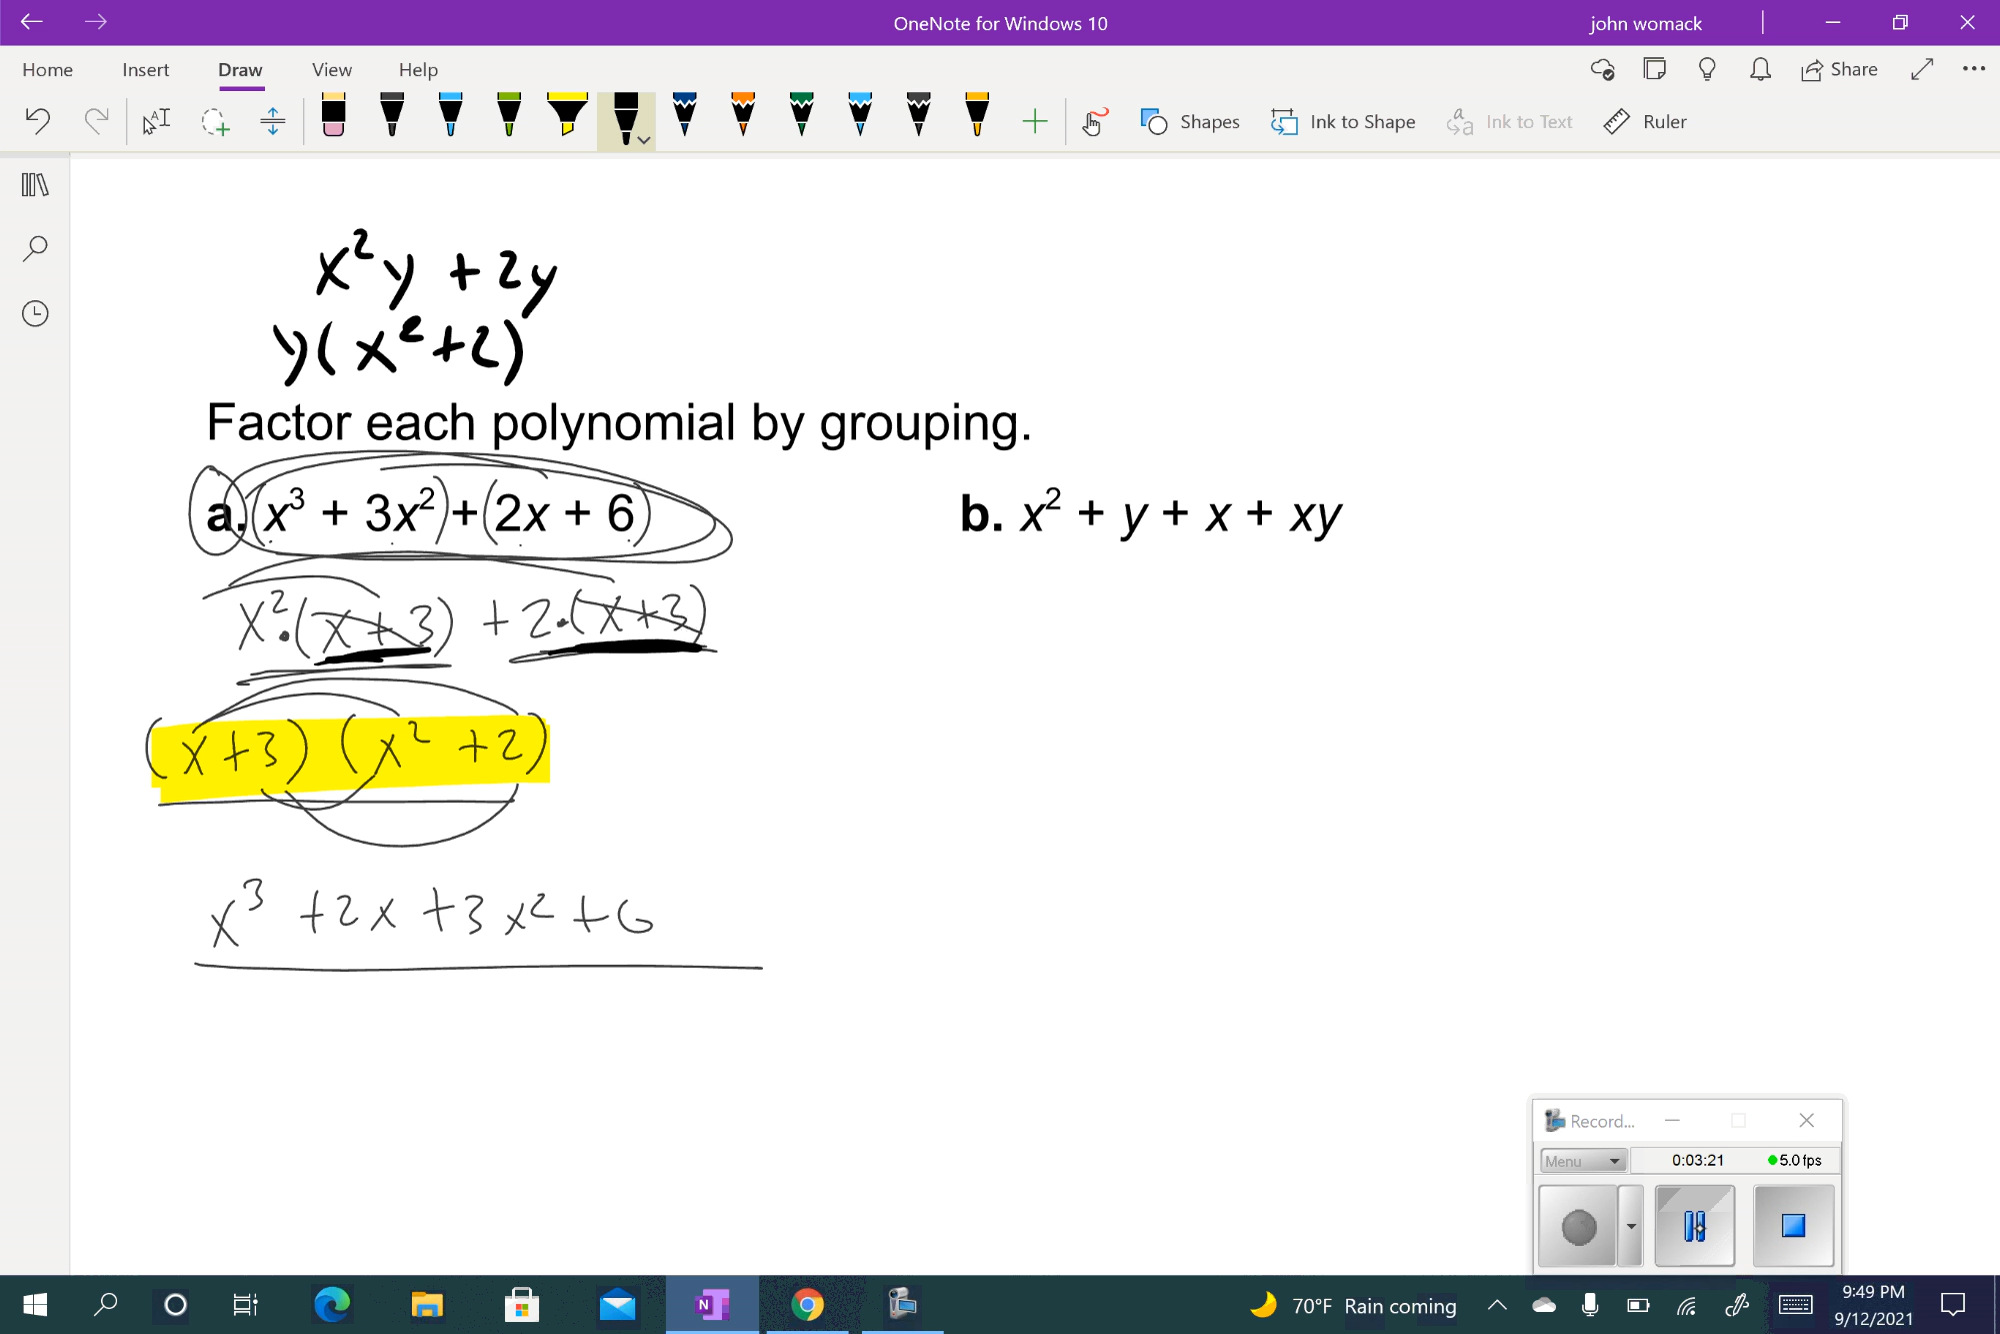 OneNote for Windows 10
john womack
Home Insert Draw View Help
Share
Shapes Ink to Shape Ink to Text Ruler
x²y + 2y
y(x²+2)
Factor each polynomial by grouping.
a. (x³ + 3x²)+(2x + 6)
b. x² + y + x + xy
x²·(x+3) + 2·(x+3)
(x+3) (x² +2)
x³ +2x +3x² +6
Record...
Menu 0:03:21 5.0 fps
70°F Rain coming
9:49 PM
9/12/2021